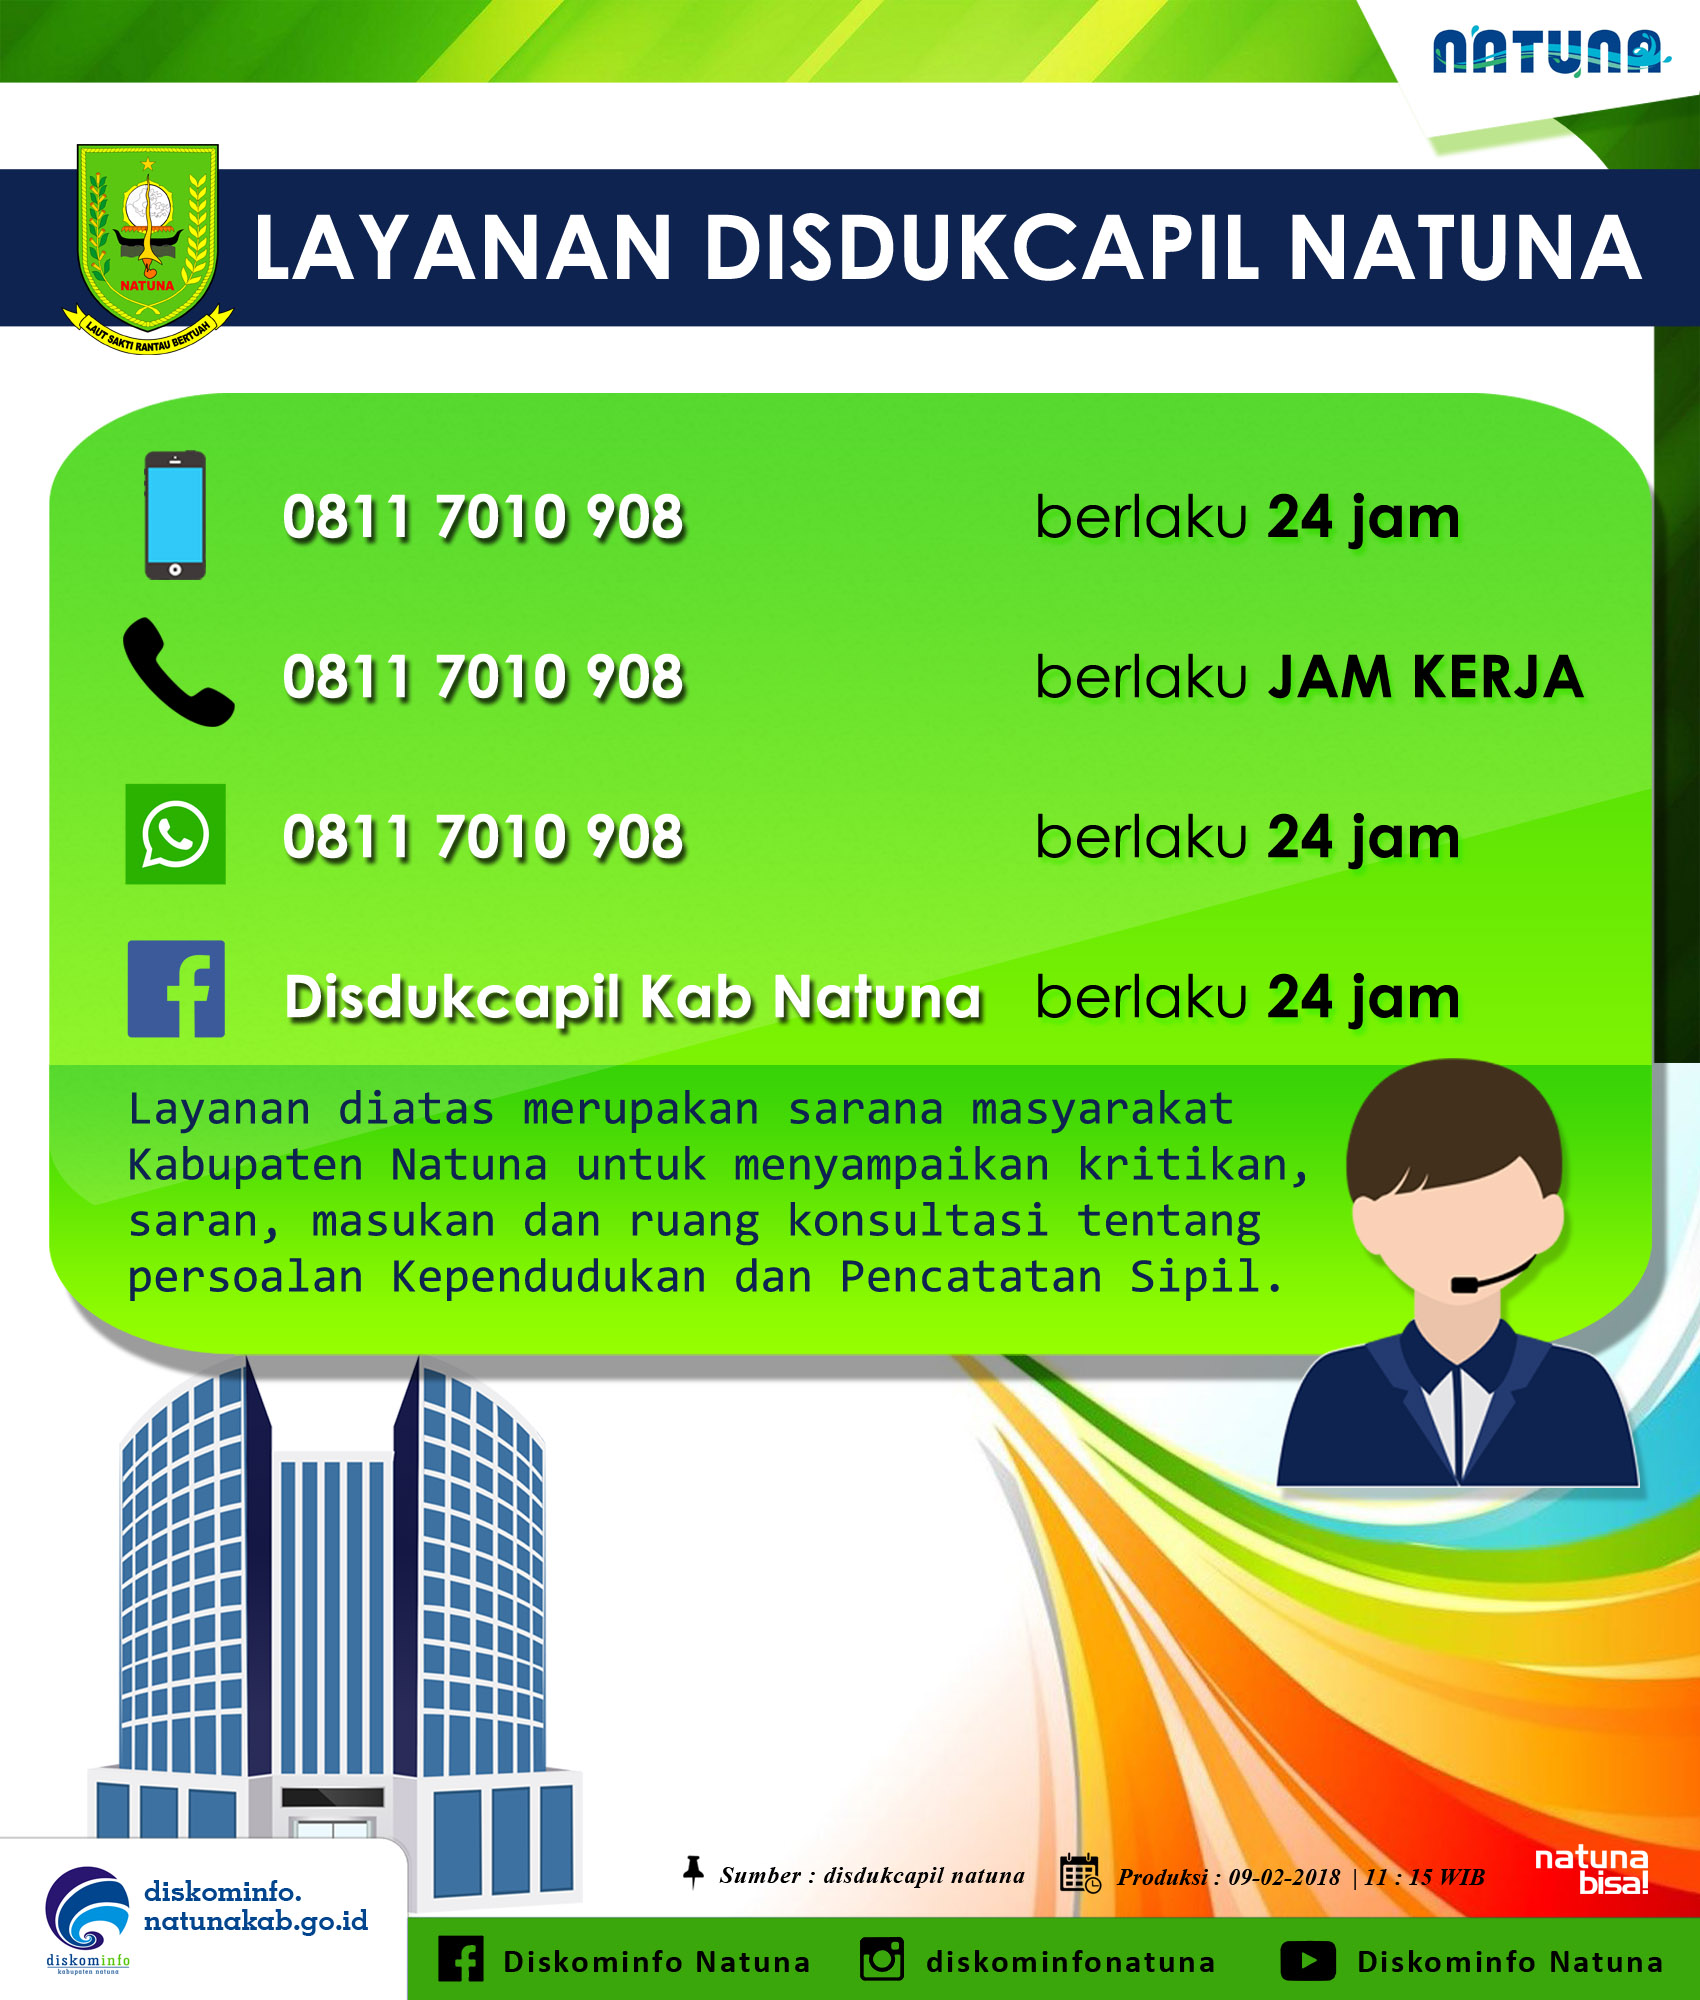 NATUNA
LAYANAN DISDUKCAPIL NATUNA
NATUNA
LAUT SAKTI RANTAU BERTUAH
0811 7010 908 berlaku 24 jam
0811 7010 908 berlaku JAM KERJA
0811 7010 908 berlaku 24 jam
Disdukcapil Kab Natuna berlaku 24 jam
Layanan diatas merupakan sarana masyarakat
Kabupaten Natuna untuk menyampaikan kritikan,
saran, masukan dan ruang konsultasi tentang
persoalan Kependudukan dan Pencatatan Sipil.
Sumber : disdukcapil natuna
Produksi : 09-02-2018 | 11 : 15 WIB
natuna
bisa!
diskominfo.
natunakab.go.id
diskominfo
kabupaten natuna
Diskominfo Natuna
diskominfonatuna
Diskominfo Natuna